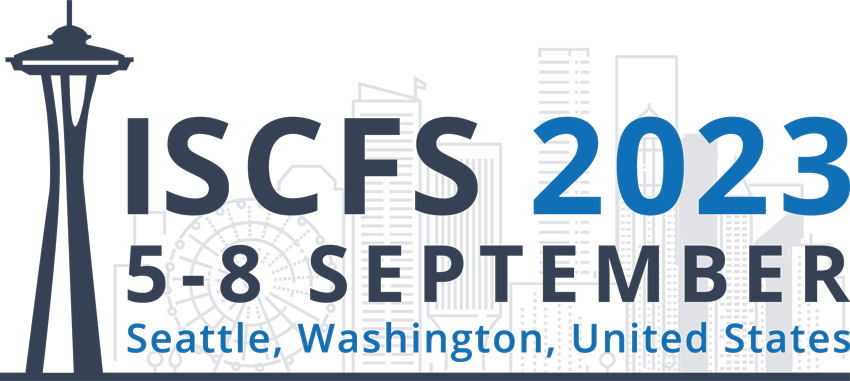 ISCFS 2023
5-8 SEPTEMBER
Seattle, Washington, United States